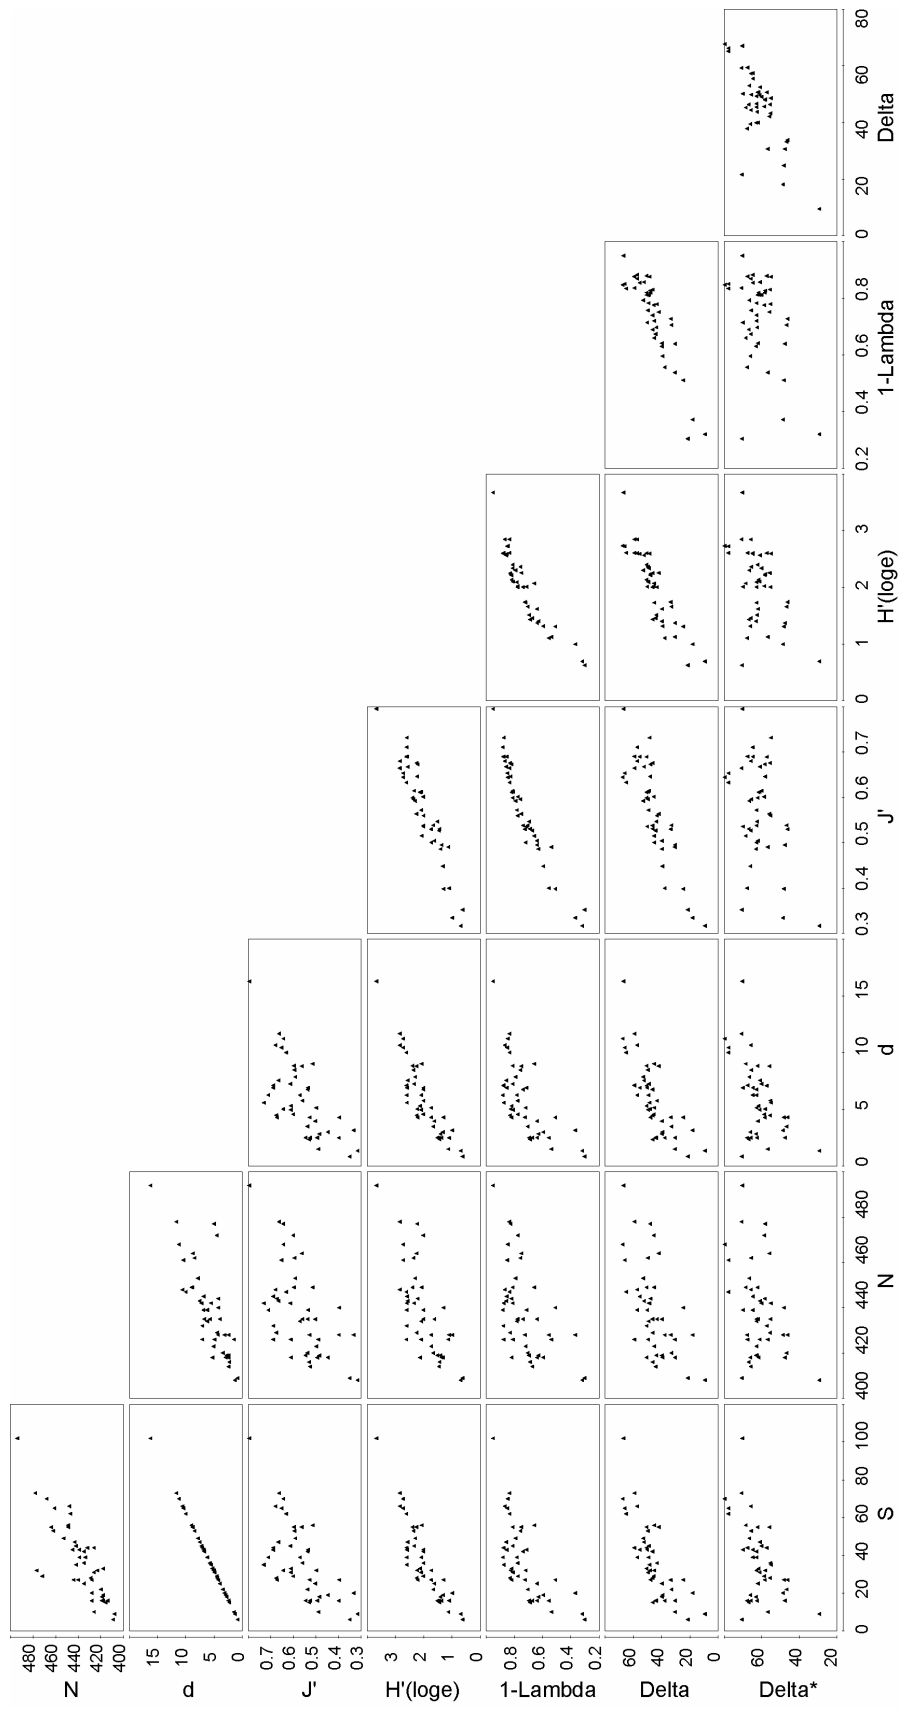 N
480
460
440
420
400
d
15
10
5
0
J'
0.7
0.6
0.5
0.4
0.3
H'(loge)
3
2
1
0
1-Lambda
0.8
0.6
0.4
0.2
Delta
60
40
20
0
Delta*
60
40
20
0 20 40 60 80 100
S
400 420 440 460 480
N
0 5 10 15
d
0.3 0.4 0.5 0.6 0.7
J'
0 1 2 3
H'(loge)
0.2 0.4 0.6 0.8
1-Lambda
0 20 40 60 80
Delta